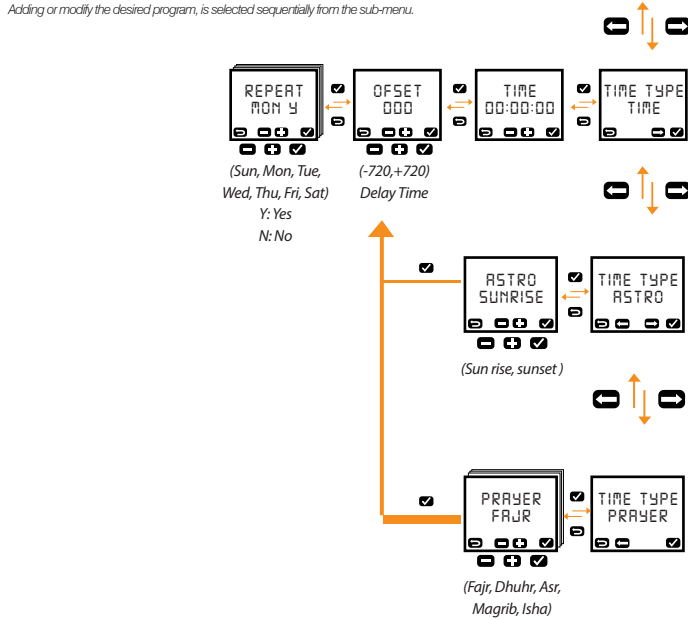 Adding or modify the desired program, is selected sequentially from the sub-menu.
REPEAT
MON Y
OFSET
000
TIME
00:00:00
TIME TYPE
TIME
(Sun, Mon, Tue,
Wed, Thu, Fri, Sat)
Y: Yes
N: No
(-720,+720)
Delay Time
ASTRO
SUNRISE
TIME TYPE
ASTRO
(Sun rise, sunset )
PRAYER
FAJR
TIME TYPE
PRAYER
(Fajr, Dhuhr, Asr,
Magrib, Isha)